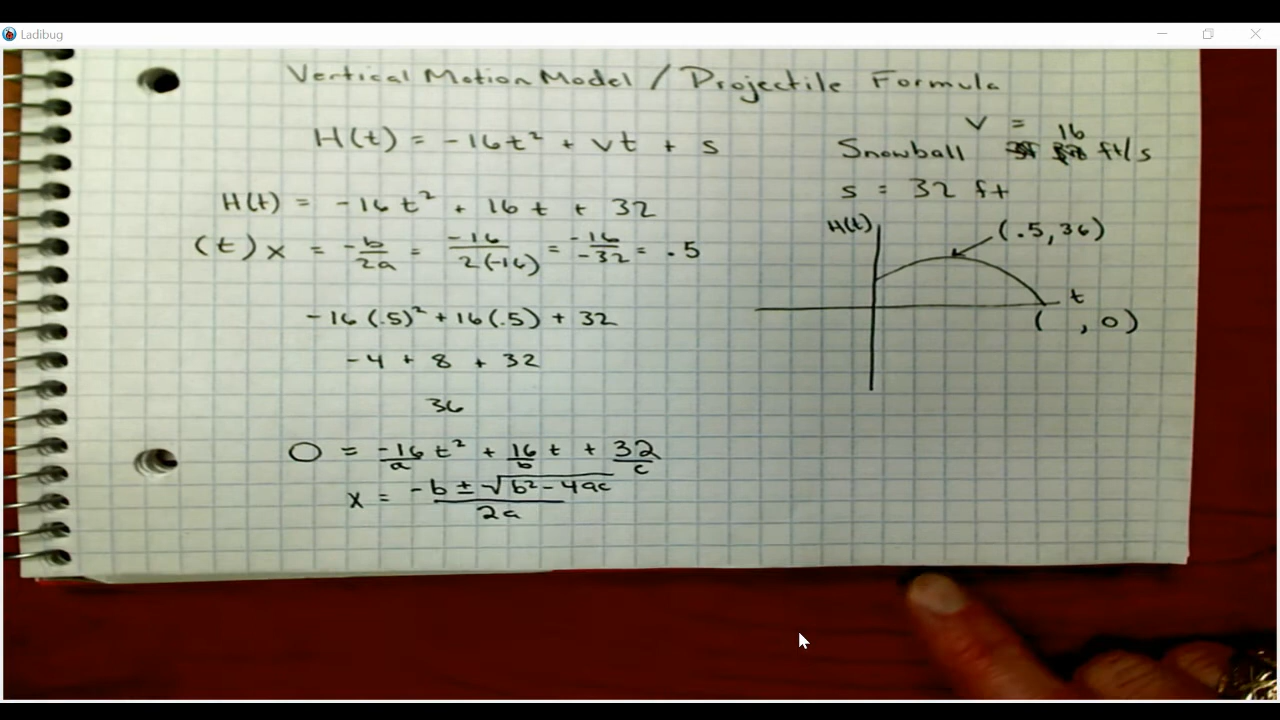 Ladibug
Vertical Motion Model / Projectile Formula
H(t) = -16t² + vt + s
v = 16 ft/s
Snowball
s = 32 ft
H(t) = -16t² + 16t + 32
(t) x = -b/2a = -16/2(-16) = -16/-32 = .5
-16(.5)² + 16(.5) + 32
-4 + 8 + 32
36
0 = -16t² + 16t + 32
a b c
x = -b ± √b² - 4ac / 2a
H(t)
(.5, 36)
t
( , 0)